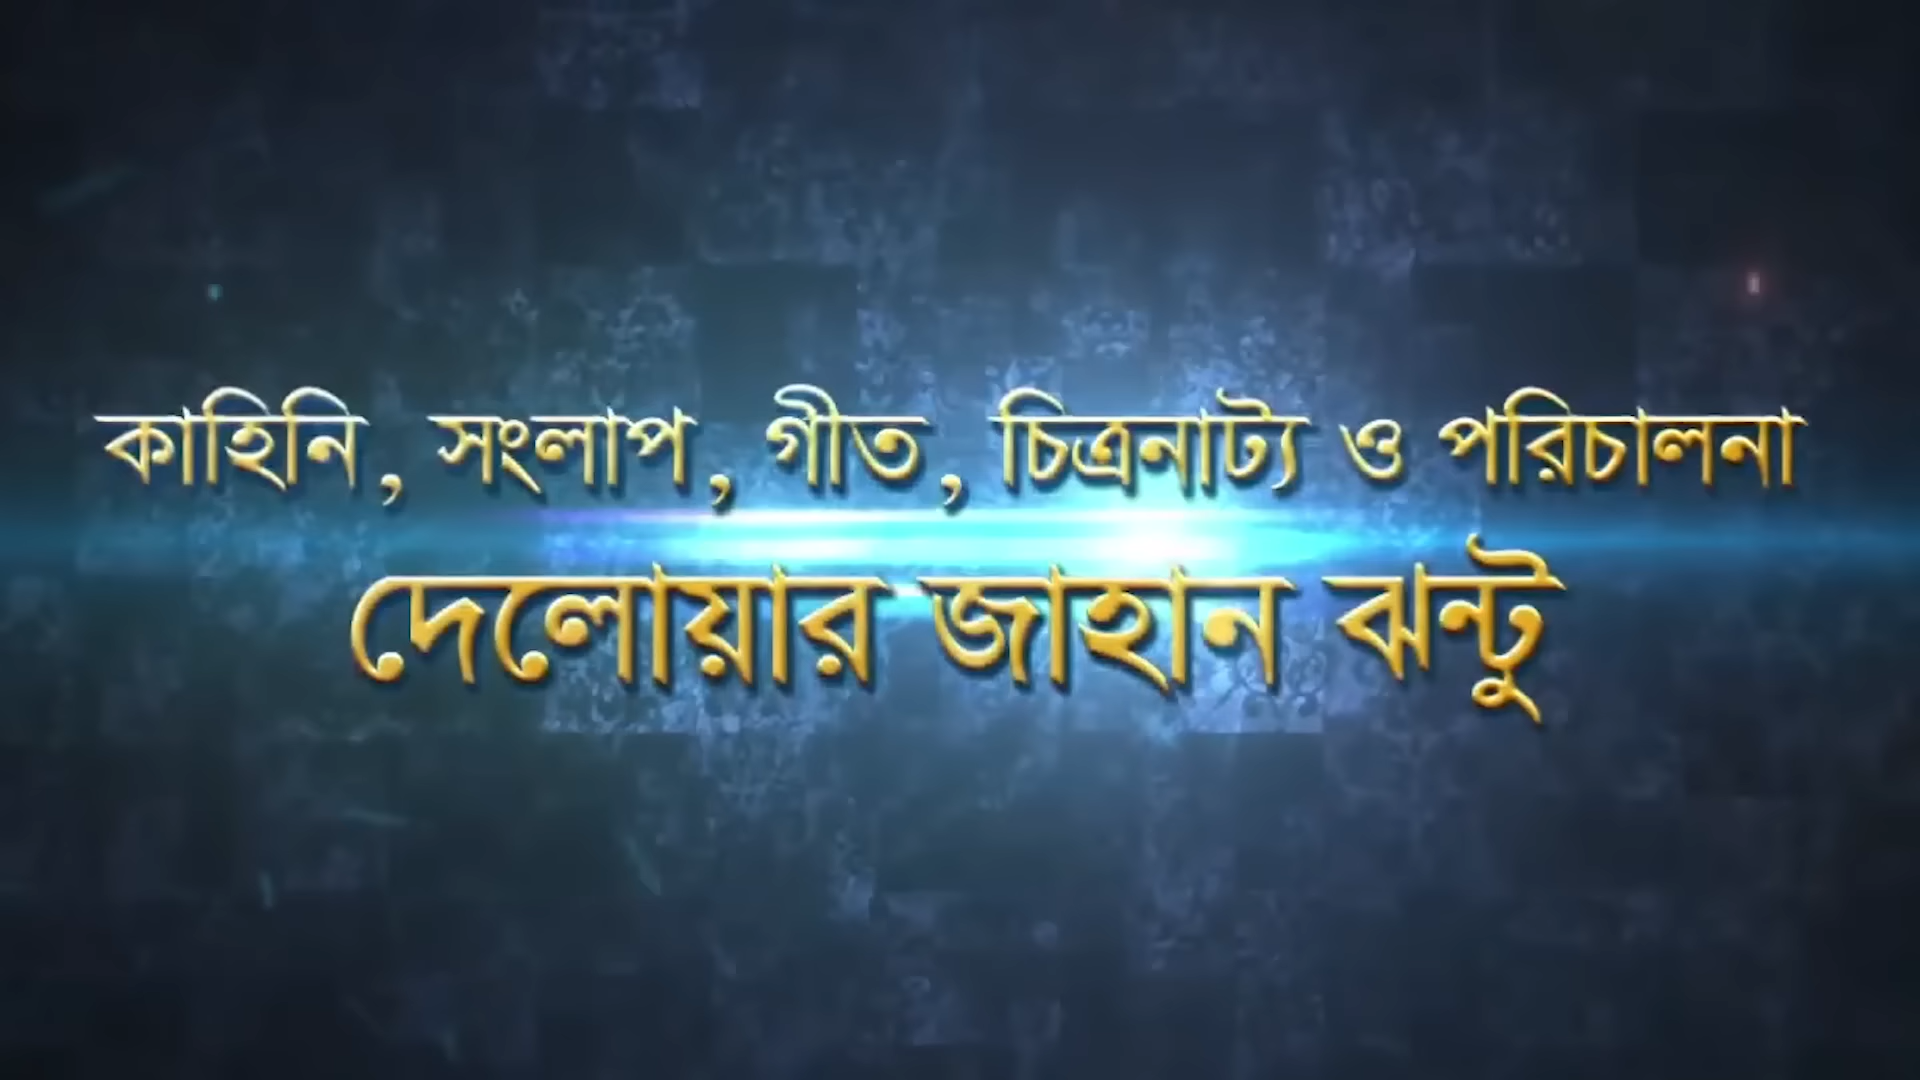 কাহিনি, সংলাপ, গীত, চিত্রনাট্য ও পরিচালনা
দেলোয়ার জাহান ঝন্টু